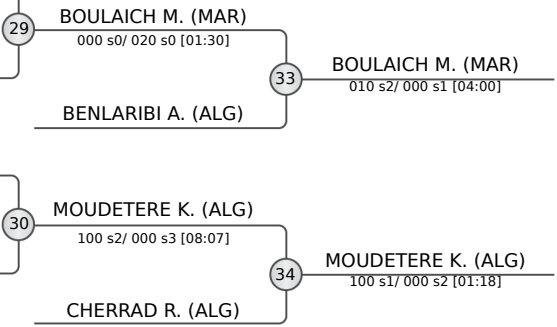 BOULAICH M. (MAR)
29
000 s0/ 020 s0 [01:30]
BOULAICH M. (MAR)
33
010 s2/ 000 s1 [04:00]
BENLARIBI A. (ALG)
MOUDETERE K. (ALG)
30
100 s2/ 000 s3 [08:07]
MOUDETERE K. (ALG)
34
100 s1/ 000 s2 [01:18]
CHERRAD R. (ALG)